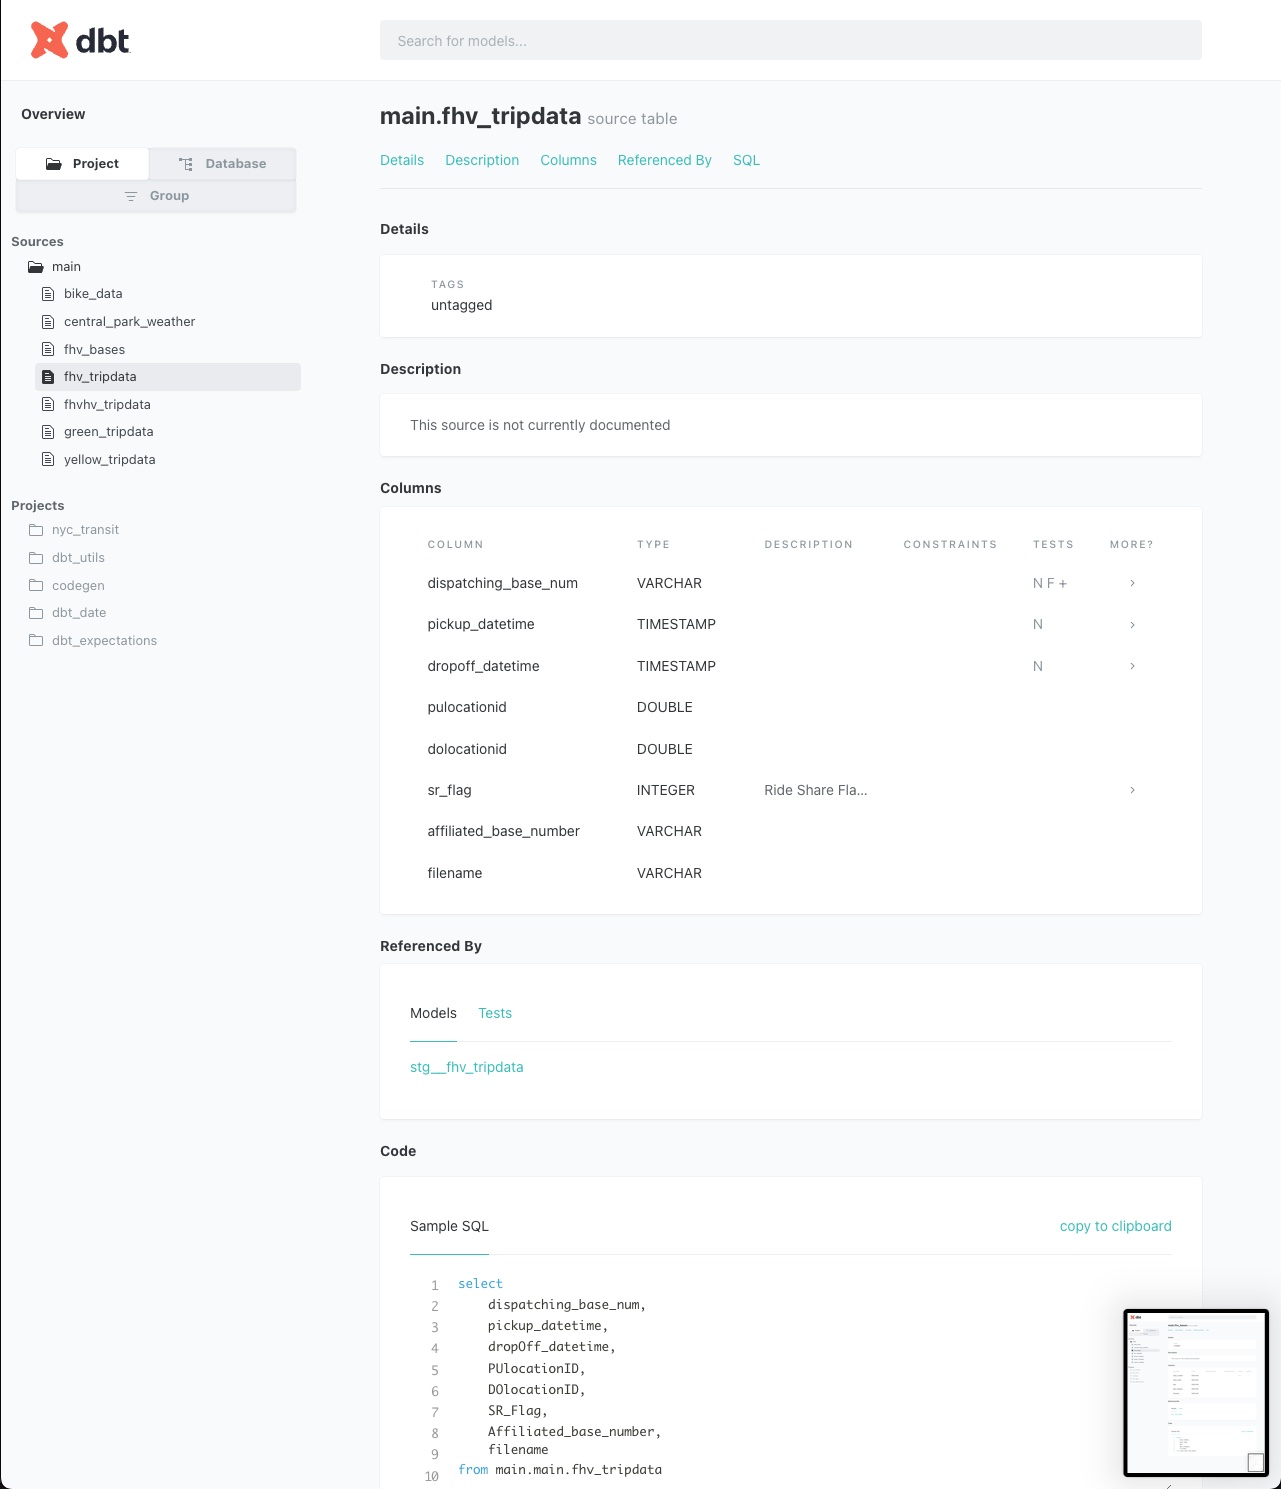 dbt
Search for models...
Overview
Project
Database
Group
Sources
main
bike_data
central_park_weather
fhv_bases
fhv_tripdata
fhvhv_tripdata
green_tripdata
yellow_tripdata
Projects
nyc_transit
dbt_utils
codegen
dbt_date
dbt_expectations
main.fhv_tripdata source table
Details Description Columns Referenced By SQL
Details
TAGS
untagged
Description
This source is not currently documented
Columns
COLUMN TYPE DESCRIPTION CONSTRAINTS TESTS MORE?
dispatching_base_num VARCHAR N F +
pickup_datetime TIMESTAMP N
dropoff_datetime TIMESTAMP N
pulocationid DOUBLE
dolocationid DOUBLE
sr_flag INTEGER Ride Share Fla...
affiliated_base_number VARCHAR
filename VARCHAR
Referenced By
Models Tests
stg__fhv_tripdata
Code
Sample SQL copy to clipboard
1 select
2 dispatching_base_num,
3 pickup_datetime,
4 dropOff_datetime,
5 PUlocationID,
6 DOlocationID,
7 SR_Flag,
8 Affiliated_base_number,
9 filename
10 from main.main.fhv_tripdata